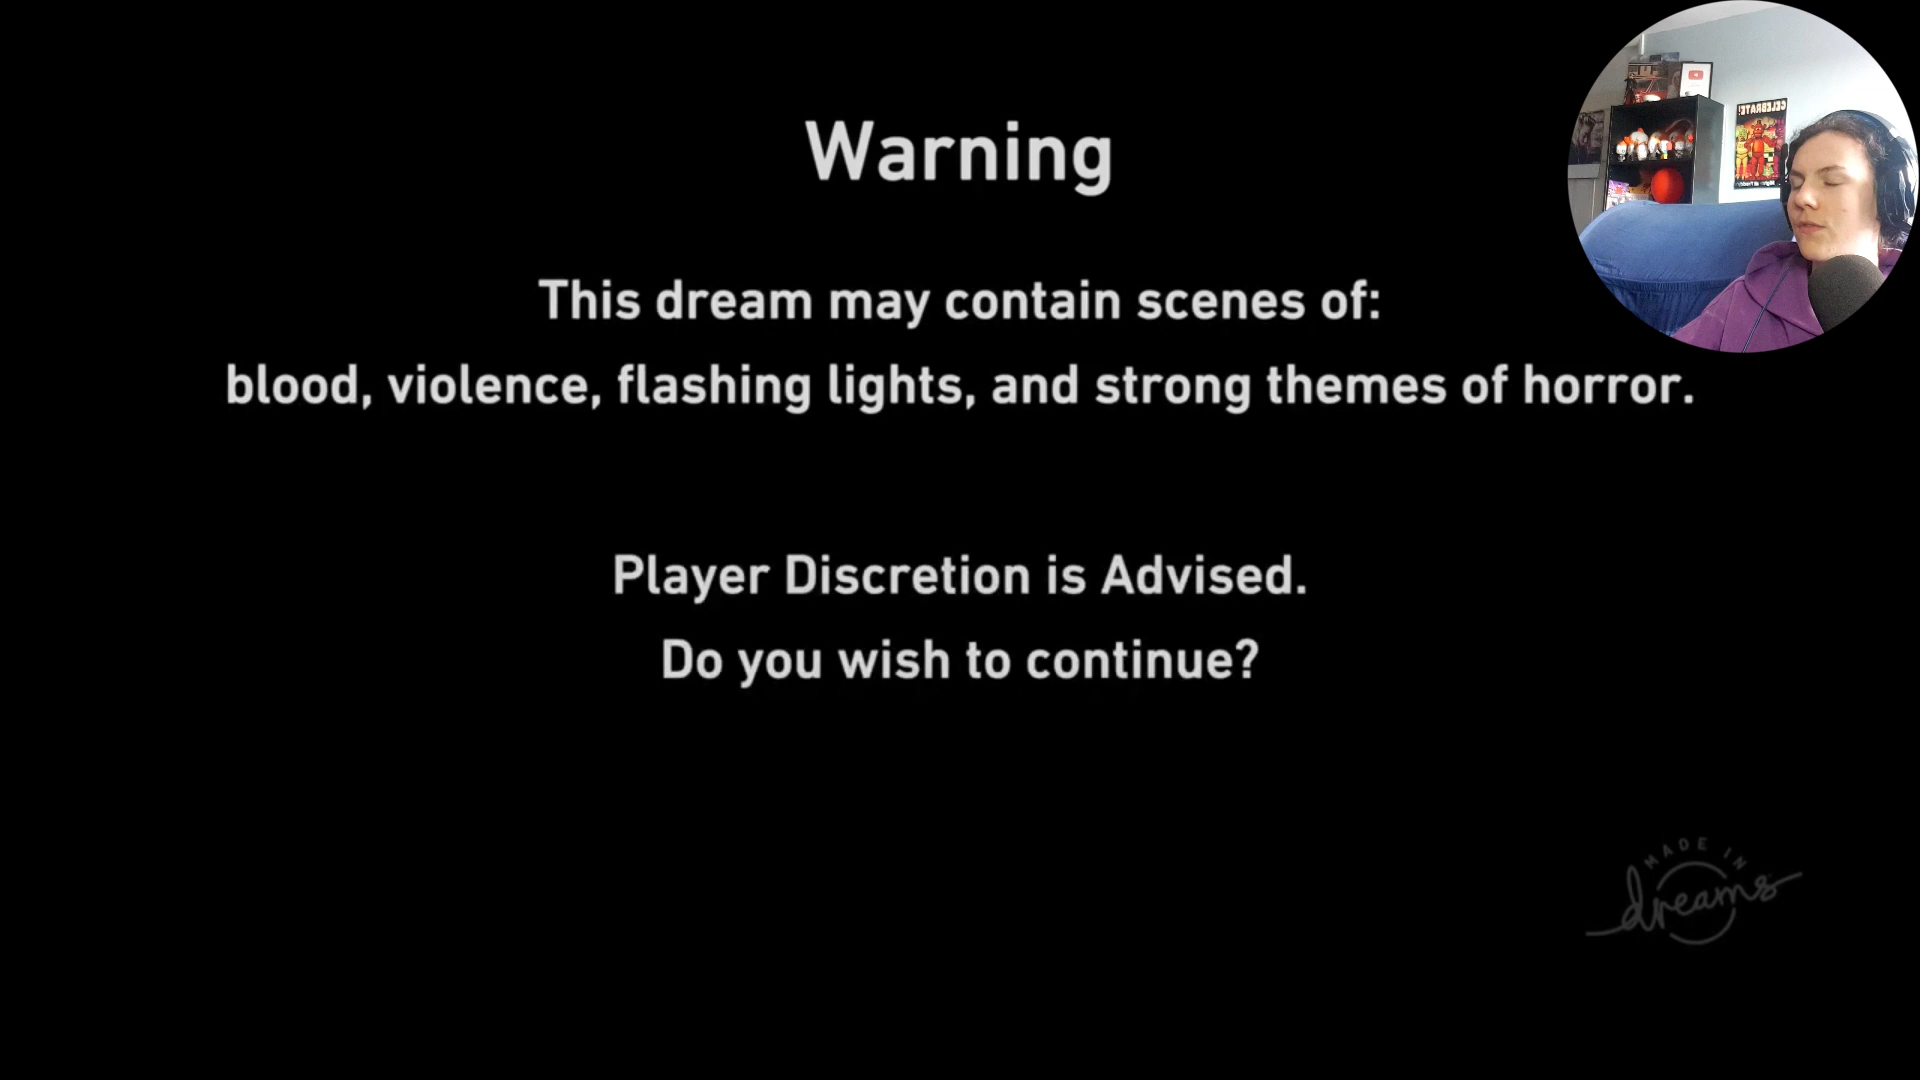 Warning
This dream may contain scenes of:
blood, violence, flashing lights, and strong themes of horror.
Player Discretion is Advised.
Do you wish to continue?
CELEBRATE!
MADE IN
dreams